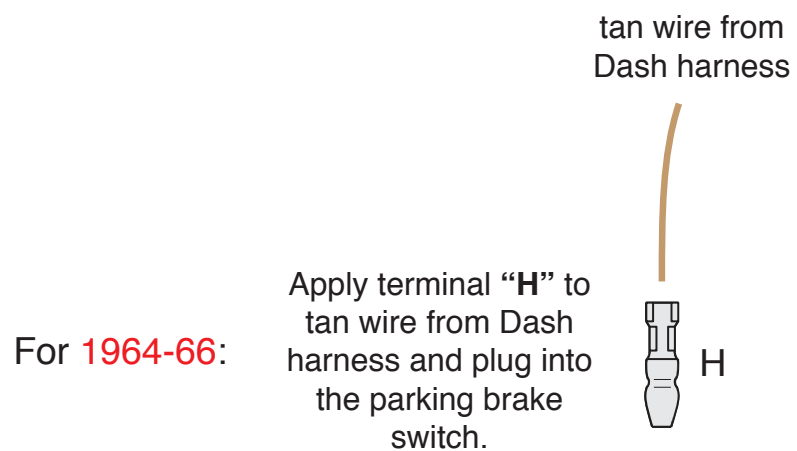 tan wire from
Dash harness
Apply terminal “H” to
tan wire from Dash
harness and plug into
the parking brake
switch.
For 1964-66:
H